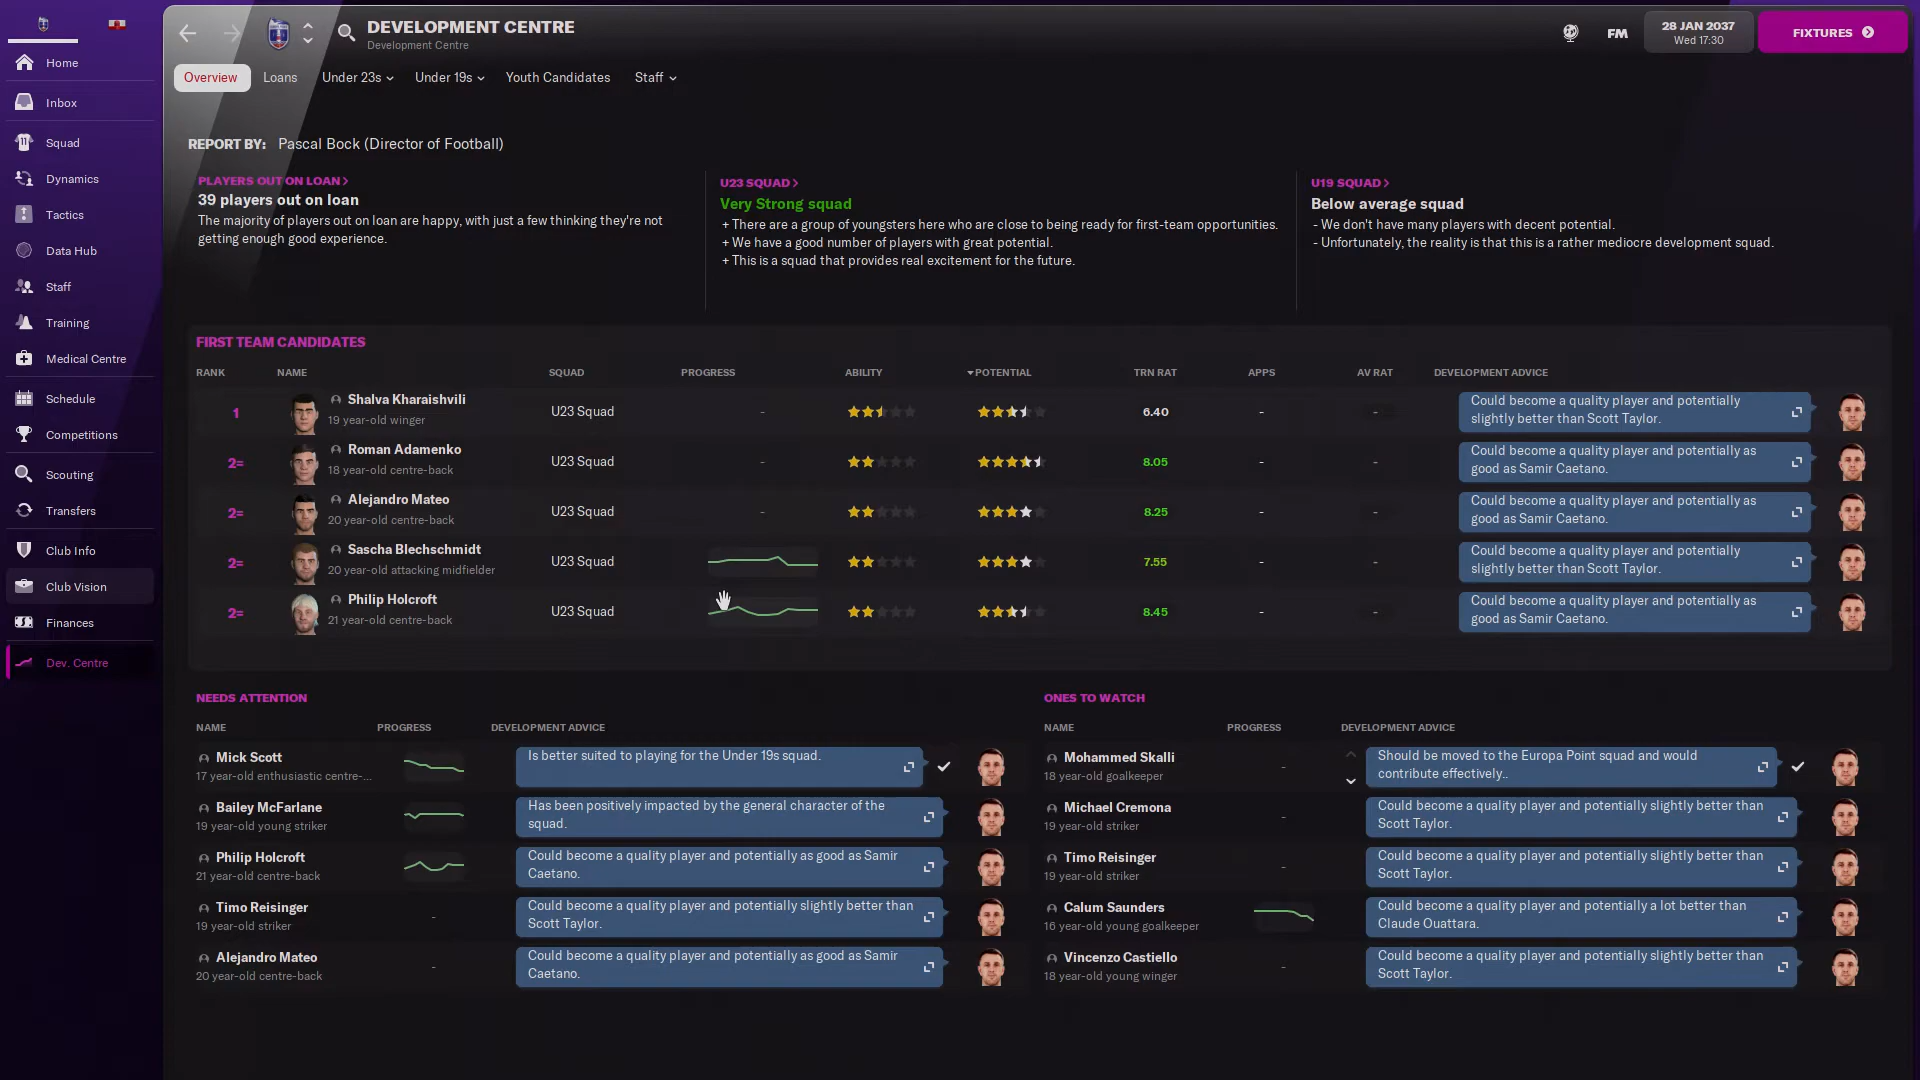 DEVELOPMENT CENTRE
Development Centre
FM
28 JAN 2037
Wed 17:30
FIXTURES
Home
Inbox
Squad
Dynamics
Tactics
Data Hub
Staff
Training
Medical Centre
Schedule
Competitions
Scouting
Transfers
Club Info
Club Vision
Finances
Dev. Centre
Overview
Loans
Under 23s
Under 19s
Youth Candidates
Staff
REPORT BY: Pascal Bock (Director of Football)
PLAYERS OUT ON LOAN >
39 players out on loan
The majority of players out on loan are happy, with just a few thinking they're not
getting enough good experience.
U23 SQUAD >
Very Strong squad
+ There are a group of youngsters here who are close to being ready for first-team opportunities.
+ We have a good number of players with great potential.
+ This is a squad that provides real excitement for the future.
U19 SQUAD >
Below average squad
- We don't have many players with decent potential.
- Unfortunately, the reality is that this is a rather mediocre development squad.
FIRST TEAM CANDIDATES
RANK NAME SQUAD PROGRESS ABILITY POTENTIAL TRN RAT APPS AV RAT DEVELOPMENT ADVICE
1 Shalva Kharaishvili
19 year-old winger
U23 Squad - 6.40 - -
Could become a quality player and potentially
slightly better than Scott Taylor.
2= Roman Adamenko
18 year-old centre-back
U23 Squad - 8.05 - -
Could become a quality player and potentially as
good as Samir Caetano.
2= Alejandro Mateo
20 year-old centre-back
U23 Squad - 8.25 - -
Could become a quality player and potentially as
good as Samir Caetano.
2= Sascha Blechschmidt
20 year-old attacking midfielder
U23 Squad 7.55 - -
Could become a quality player and potentially
slightly better than Scott Taylor.
2= Philip Holcroft
21 year-old centre-back
U23 Squad 8.45 - -
Could become a quality player and potentially as
good as Samir Caetano.
NEEDS ATTENTION
NAME PROGRESS DEVELOPMENT ADVICE
Mick Scott
17 year-old enthusiastic centre-...
Is better suited to playing for the Under 19s squad.
Bailey McFarlane
19 year-old young striker
Has been positively impacted by the general character of the
squad.
Philip Holcroft
21 year-old centre-back
Could become a quality player and potentially as good as Samir
Caetano.
Timo Reisinger
19 year-old striker
-
Could become a quality player and potentially slightly better than
Scott Taylor.
Alejandro Mateo
20 year-old centre-back
-
Could become a quality player and potentially as good as Samir
Caetano.
ONES TO WATCH
NAME PROGRESS DEVELOPMENT ADVICE
Mohammed Skalli
18 year-old goalkeeper
-
Should be moved to the Europa Point squad and would
contribute effectively..
Michael Cremona
19 year-old striker
-
Could become a quality player and potentially slightly better than
Scott Taylor.
Timo Reisinger
19 year-old striker
-
Could become a quality player and potentially slightly better than
Scott Taylor.
Calum Saunders
16 year-old young goalkeeper
Could become a quality player and potentially a lot better than
Claude Ouattara.
Vincenzo Castiello
18 year-old young winger
-
Could become a quality player and potentially slightly better than
Scott Taylor.